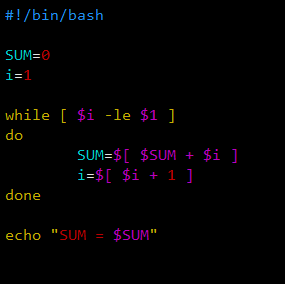 #!/bin/bash
SUM=0
i=1
while [ $i -le $1 ]
do
SUM=$[ $SUM + $i ]
i=$[ $i + 1 ]
done
echo "SUM = $SUM"